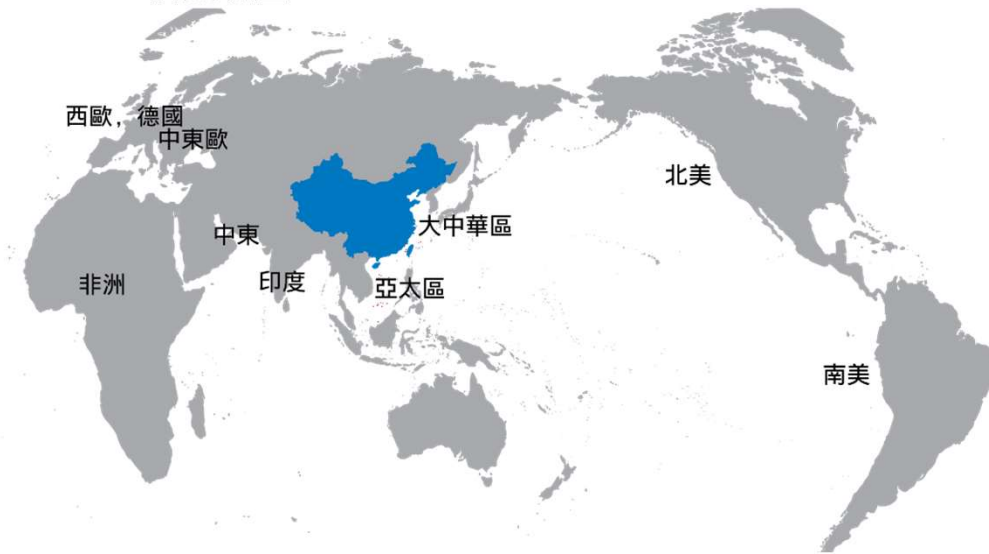 西歐，德國
中東歐
北美
大中華區
中東
印度
亞太區
非洲
南美